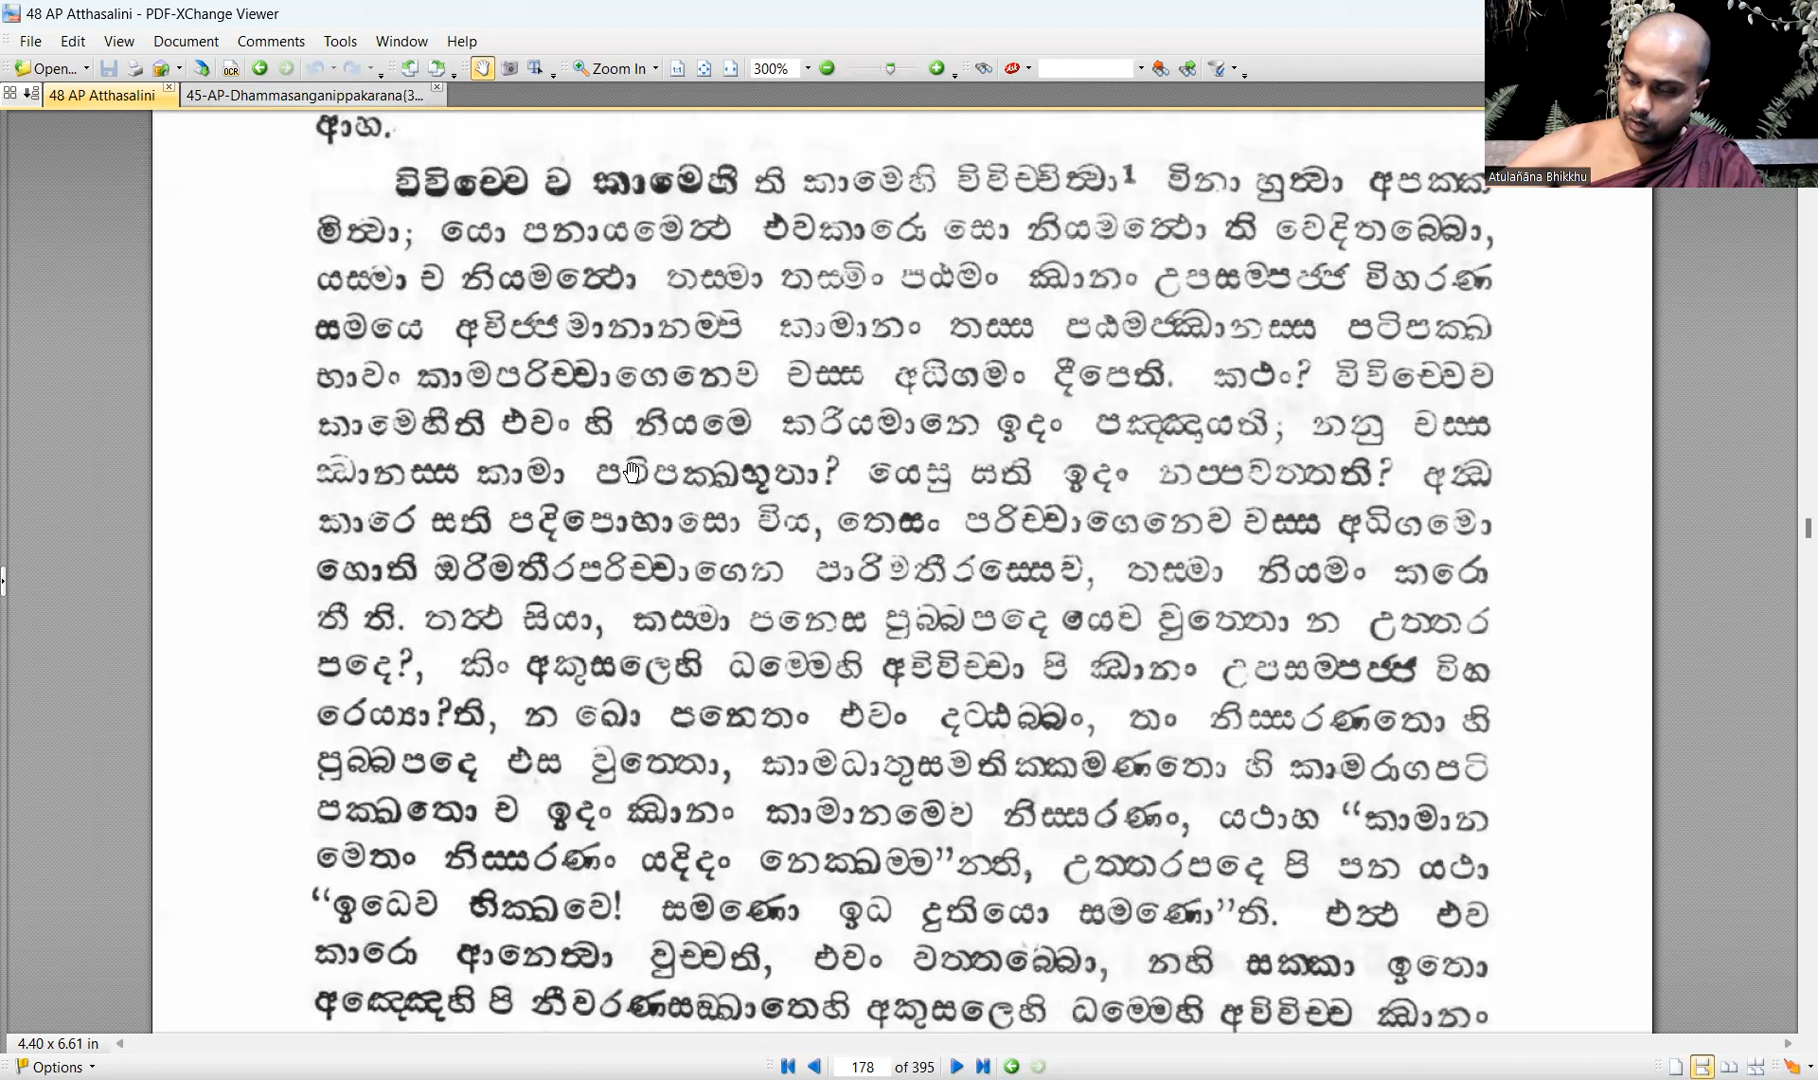 48 AP Atthasalini - PDF-XChange Viewer
File Edit View Document Comments Tools Window Help
Open... OCR Zoom In 300%
48 AP Atthasalini 45-AP-Dhammasanganippakarana{3...
Atulañāna Bhikkhu
ආහ.
විවිච්චෙ ව කාමෙහී ති කාමෙහි විවිච්චිත්‍වා1 විනා හුත්‍වා අපක්ක
මිත්‍වා; යො පනායමෙත්‍ථ එවකාරො සො නියමත්‍ථො ති වෙදිතබ්බො,
යස්මා ච නියමත්‍ථො තස්මා තස්මිං පඨමං ඣානං උපසම්පජ්ජ විහරණ
සමයෙ අවිජ්ජමානානම්පි කාමානං තස්ස පඨමජ්ඣානස්ස පටිපක්ඛ
භාවං කාමපරිච්චාගෙනෙව චස්ස අධිගමං දීපෙති. කථං? විවිච්චෙව
කාමෙහීති එවං හි නියමෙ කරියමානෙ ඉදං පඤ්ඤායති; නනු චස්ස
ඣානස්ස කාමා පටිපක්ඛභූතා? යෙසු සති ඉදං නප්පවත්තති? අන්‍ධ
කාරෙ සති පදීපොභාසො විය, තෙසං පරිච්චාගෙනෙව චස්ස අධිගමො
හොති ඔරිමතීරපරිච්චාගෙන පාරිමතීරස්සෙව, තස්මා නියමං කරො
තී ති. තත්‍ථ සියා, කස්මා පනෙස පුබ්බපදෙ යෙව වුත්තො න උත්තර
පදෙ?, කිං අකුසලෙහි ධම්මෙහි අවිවිච්චා පි ඣානං උපසම්පජ්ජ විහ
රෙය්‍යා?ති, න ඛො පනෙතං එවං දට්ඨබ්බං, තං නිස්සරණතො හි
පුබ්බපදෙ එස වුත්තො, කාමධාතුසමතික්කමණතො හි කාමරාගපටි
පක්ඛතො ච ඉදං ඣානං කාමානමෙව නිස්සරණං, යථාහ “කාමාන
මෙතං නිස්සරණං යදිදං නෙක්ඛම්ම”න්ති, උත්තරපදෙ පි පන යථා
“ඉධෙව භික්ඛවෙ! සමණො ඉධ දුතියො සමණො”ති. එත්‍ථ එව
කාරො ආනෙත්‍වා වුච්චති, එවං වත්තබ්බො, නහි සක්කා ඉතො
අඤ්ඤෙහි පි නීවරණසඞ්ඛාතෙහි අකුසලෙහි ධම්මෙහි අවිවිච්ච ඣානං
4.40 x 6.61 in
Options 178 of 395